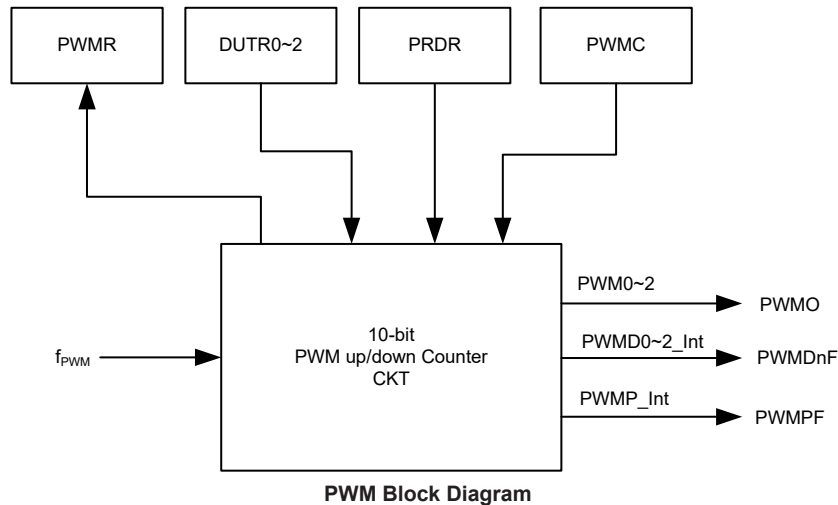 PWMR
DUTR0~2
PRDR
PWMC
10-bit
PWM up/down Counter
CKT
fPWM
PWM0~2
PWMO
PWMD0~2_Int
PWMDnF
PWMP_Int
PWMPF
PWM Block Diagram